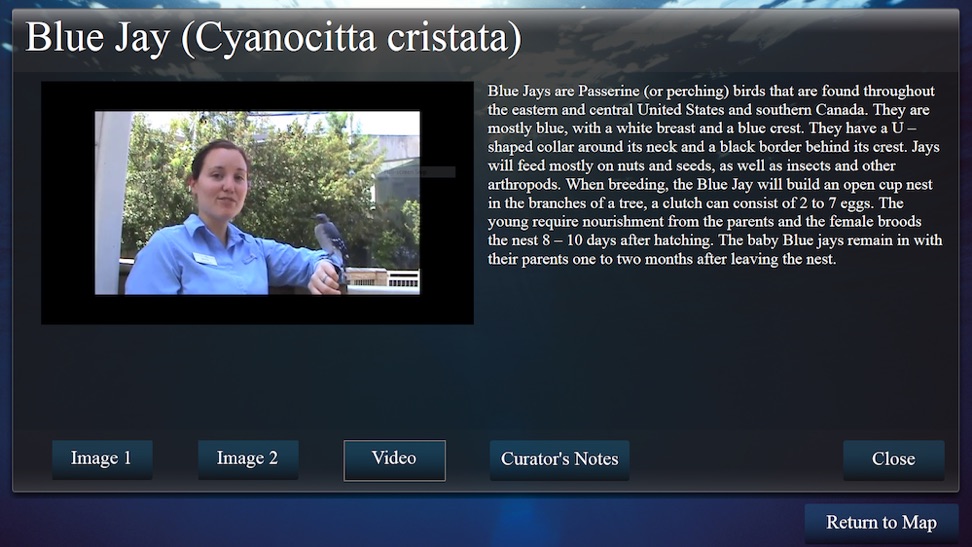 Blue Jay (Cyanocitta cristata)
Blue Jays are Passerine (or perching) birds that are found throughout
the eastern and central United States and southern Canada. They are
mostly blue, with a white breast and a blue crest. They have a U –
shaped collar around its neck and a black border behind its crest. Jays
will feed mostly on nuts and seeds, as well as insects and other
arthropods. When breeding, the Blue Jay will build an open cup nest
in the branches of a tree, a clutch can consist of 2 to 7 eggs. The
young require nourishment from the parents and the female broods
the nest 8 – 10 days after hatching. The baby Blue jays remain in with
their parents one to two months after leaving the nest.
Image 1
Image 2
Video
Curator's Notes
Close
Return to Map